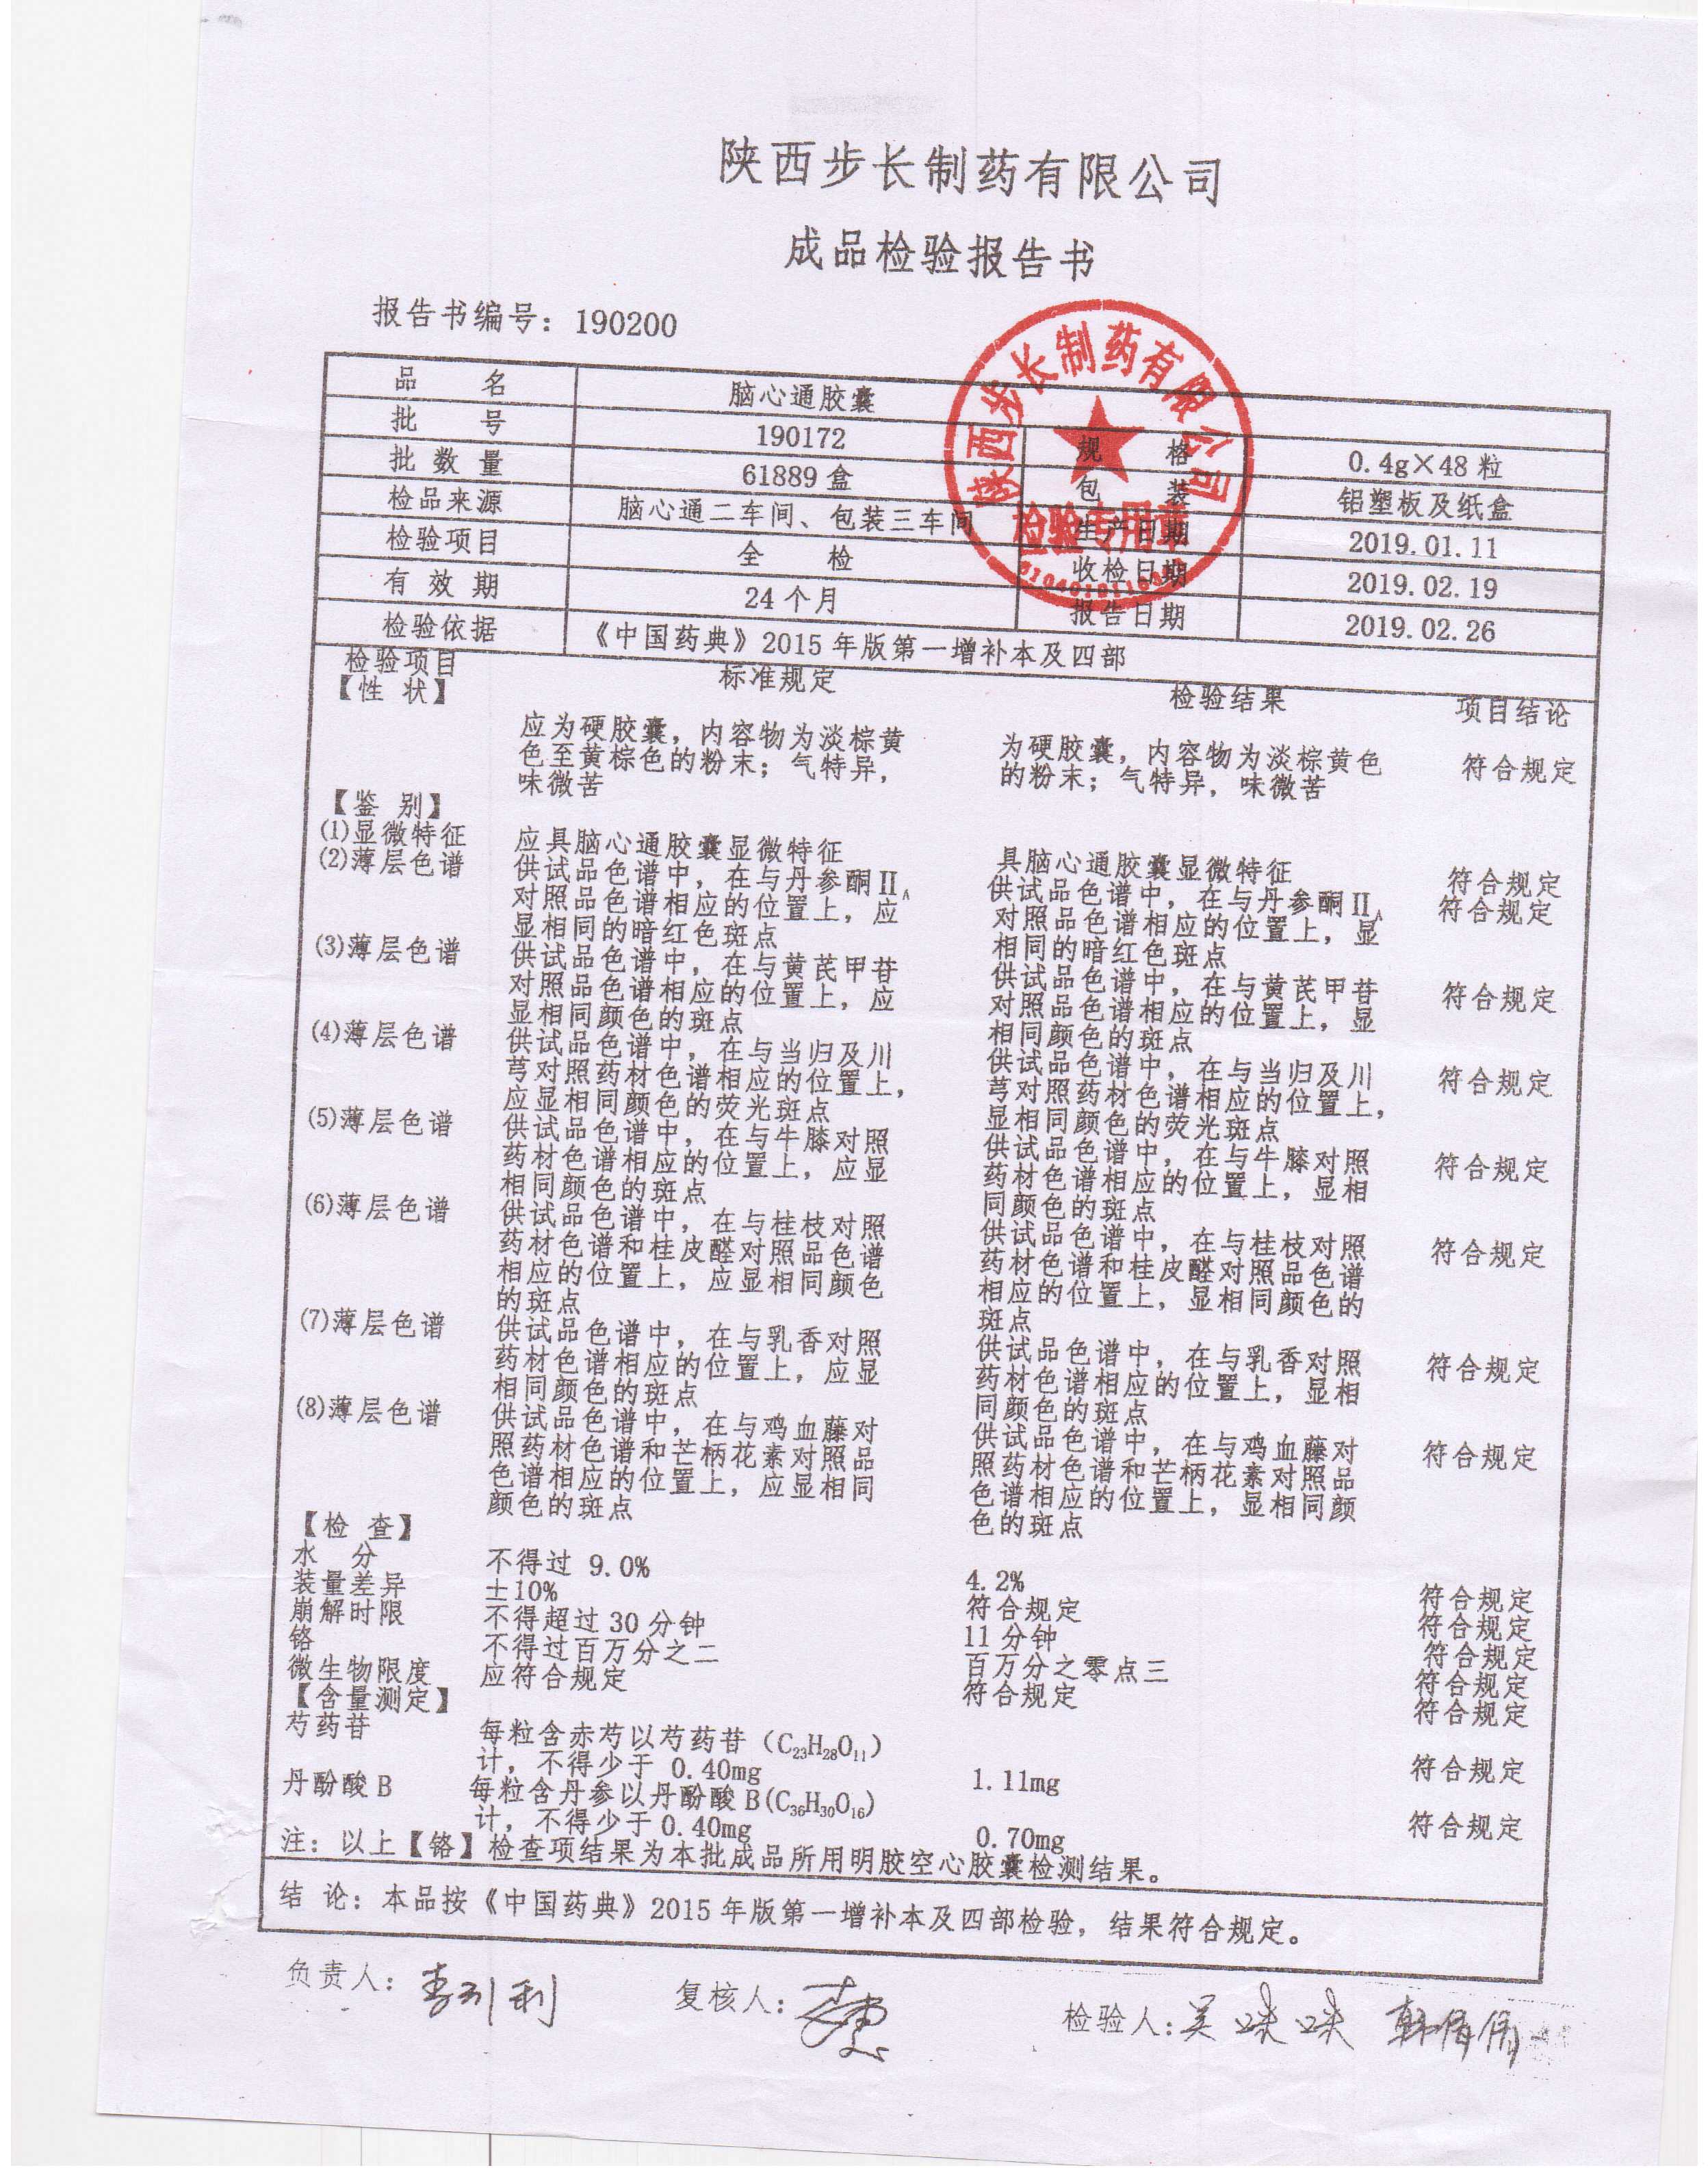 陕西步长制药有限公司
成品检验报告书
报告书编号：190200
陕西步长制药有限公司
检验专用章
品 名 脑心通胶囊
批 号 190172 规 格 0.4g×48粒
批数量 61889盒 包 装 铝塑板及纸盒
检品来源 脑心通二车间、包装三车间 生产日期 2019.01.11
检验项目 全 检 收检日期 2019.02.19
有效期 24个月 报告日期 2019.02.26
检验依据 《中国药典》2015年版第一增补本及四部
检验项目 标准规定 检验结果 项目结论
【性 状】
应为硬胶囊，内容物为淡棕黄 为硬胶囊，内容物为淡棕黄色 符合规定
色至黄棕色的粉末；气特异， 的粉末；气特异，味微苦
味微苦
【鉴 别】
(1)显微特征 应具脑心通胶囊显微特征 具脑心通胶囊显微特征 符合规定
(2)薄层色谱 供试品色谱中，在与丹参酮ⅡA 供试品色谱中，在与丹参酮ⅡA 符合规定
对照品色谱相应的位置上，应 对照品色谱相应的位置上，显
显相同的暗红色斑点 相同的暗红色斑点
(3)薄层色谱 供试品色谱中，在与黄芪甲苷 供试品色谱中，在与黄芪甲苷 符合规定
对照品色谱相应的位置上，应 对照品色谱相应的位置上，显
显相同颜色的斑点 相同颜色的斑点
(4)薄层色谱 供试品色谱中，在与当归及川 供试品色谱中，在与当归及川 符合规定
芎对照药材色谱相应的位置上， 芎对照药材色谱相应的位置上，
应显相同颜色的荧光斑点 显相同颜色的荧光斑点
(5)薄层色谱 供试品色谱中，在与牛膝对照 供试品色谱中，在与牛膝对照 符合规定
药材色谱相应的位置上，应显 药材色谱相应的位置上，显相
相同颜色的斑点 同颜色的斑点
(6)薄层色谱 供试品色谱中，在与桂枝对照 供试品色谱中，在与桂枝对照 符合规定
药材色谱和桂皮醛对照品色谱 药材色谱和桂皮醛对照品色谱
相应的位置上，应显相同颜色 相应的位置上，显相同颜色的
的斑点 斑点
(7)薄层色谱 供试品色谱中，在与乳香对照 供试品色谱中，在与乳香对照 符合规定
药材色谱相应的位置上，应显 药材色谱相应的位置上，显相
相同颜色的斑点 同颜色的斑点
(8)薄层色谱 供试品色谱中，在与鸡血藤对 供试品色谱中，在与鸡血藤对 符合规定
照药材色谱和芒柄花素对照品 照药材色谱和芒柄花素对照品
色谱相应的位置上，应显相同 色谱相应的位置上，显相同颜
颜色的斑点 色的斑点
【检 查】
水 分 不得过 9.0% 4.2% 符合规定
装量差异 ±10% 符合规定 符合规定
崩解时限 不得超过30分钟 11分钟 符合规定
铬 不得过百万分之二 百万分之零点三 符合规定
微生物限度 应符合规定 符合规定 符合规定
【含量测定】
芍药苷 每粒含赤芍以芍药苷（C23H28O11） 符合规定
计，不得少于 0.40mg 1.11mg
丹酚酸B 每粒含丹参以丹酚酸B(C36H30O16) 符合规定
计，不得少于0.40mg 0.70mg
注：以上【铬】检查项结果为本批成品所用明胶空心胶囊检测结果。
结 论：本品按《中国药典》2015年版第一增补本及四部检验，结果符合规定。
负责人：李引利 复核人： 检验人：吴味味